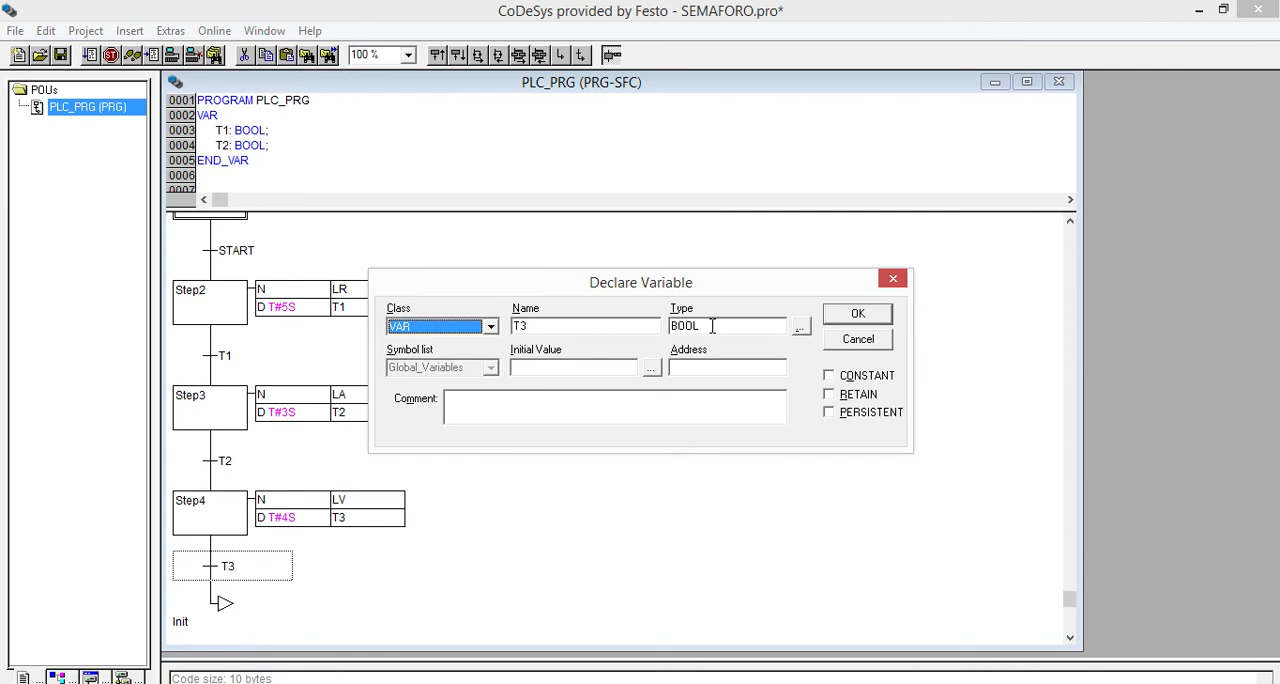 CoDeSys provided by Festo - SEMAFORO.pro*
File Edit Project Insert Extras Online Window Help
100 %
POUs
PLC_PRG (PRG)
PLC_PRG (PRG-SFC)
0001 PROGRAM PLC_PRG
0002 VAR
0003 T1: BOOL;
0004 T2: BOOL;
0005 END_VAR
0006
0007
START
Step2 N LR
D T#5S T1
T1
Step3 N LA
D T#3S T2
T2
Step4 N LV
D T#4S T3
T3
Init
Declare Variable
Class Name Type
VAR T3 BOOL ... OK
Symbol list Initial Value Address Cancel
Global_Variables ...
CONSTANT
Comment: RETAIN
PERSISTENT
Code size: 10 bytes